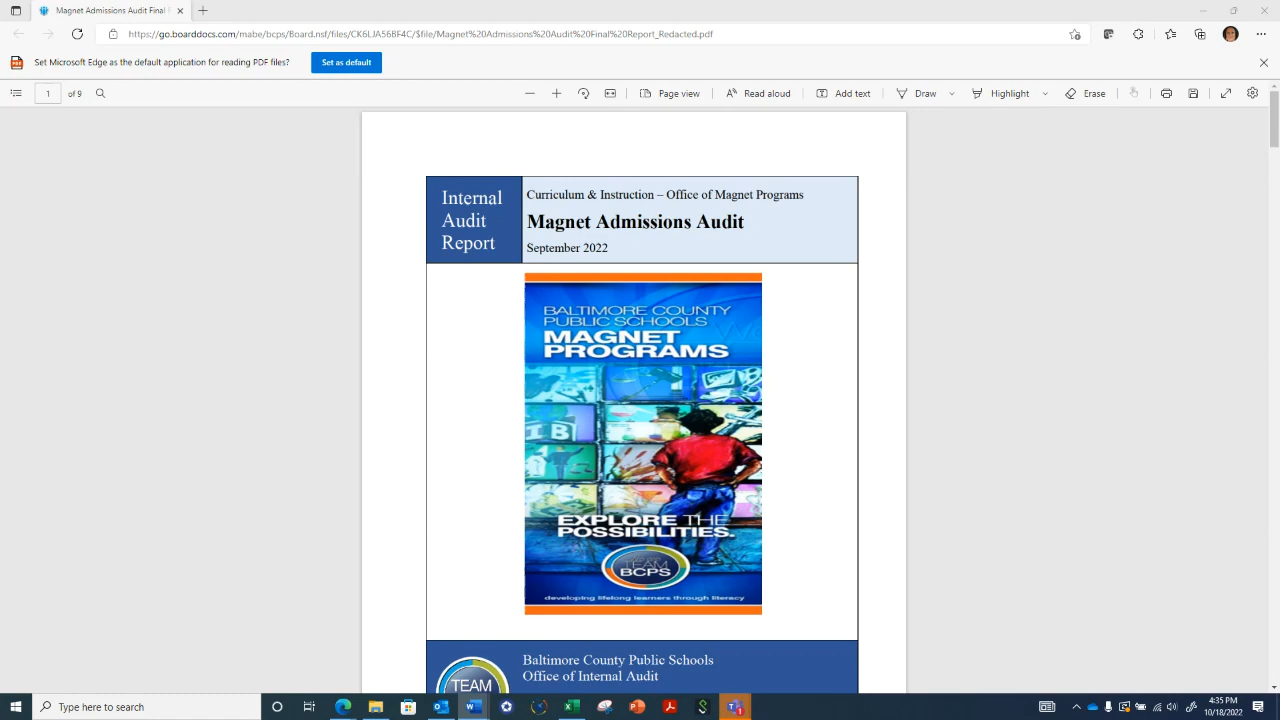 Magnet Admissions Audit Final F
https://go.boarddocs.com/mabe/bcps/Board.nsf/files/CK6LJA56BF4C/$file/Magnet%20Admissions%20Audit%20Final%20Report_Redacted.pdf
Set Microsoft Edge as the default application for reading PDF files?
Set as default
1 of 9
Page view
Read aloud
Add text
Draw
Highlight
Erase
Internal
Audit
Report
Curriculum & Instruction – Office of Magnet Programs
Magnet Admissions Audit
September 2022
BALTIMORE COUNTY
PUBLIC SCHOOLS
MAGNET
PROGRAMS
IB
EXPLORE THE
POSSIBILITIES.
TEAM
BCPS
developing lifelong learners through literacy
TEAM
Baltimore County Public Schools
Office of Internal Audit
Type here to search
4:35 PM
10/18/2022